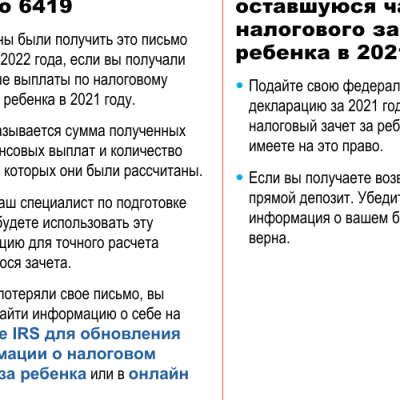 о 6419
ны были получить это письмо
2022 года, если вы получали
ые выплаты по налоговому
ребенка в 2021 году.
азывается сумма полученных
нсовых выплат и количество
которых они были рассчитаны.
аш специалист по подготовке
будете использовать эту
цию для точного расчета
ося зачета.
потеряли свое письмо, вы
айти информацию о себе на
е IRS для обновления
мации о налоговом
за ребенка или в онлайн
оставшуюся ч
налогового за
ребенка в 202
• Подайте свою федерал
декларацию за 2021 год
налоговый зачет за реб
имеете на это право.
• Если вы получаете возв
прямой депозит. Убедит
информация о вашем б
верна.